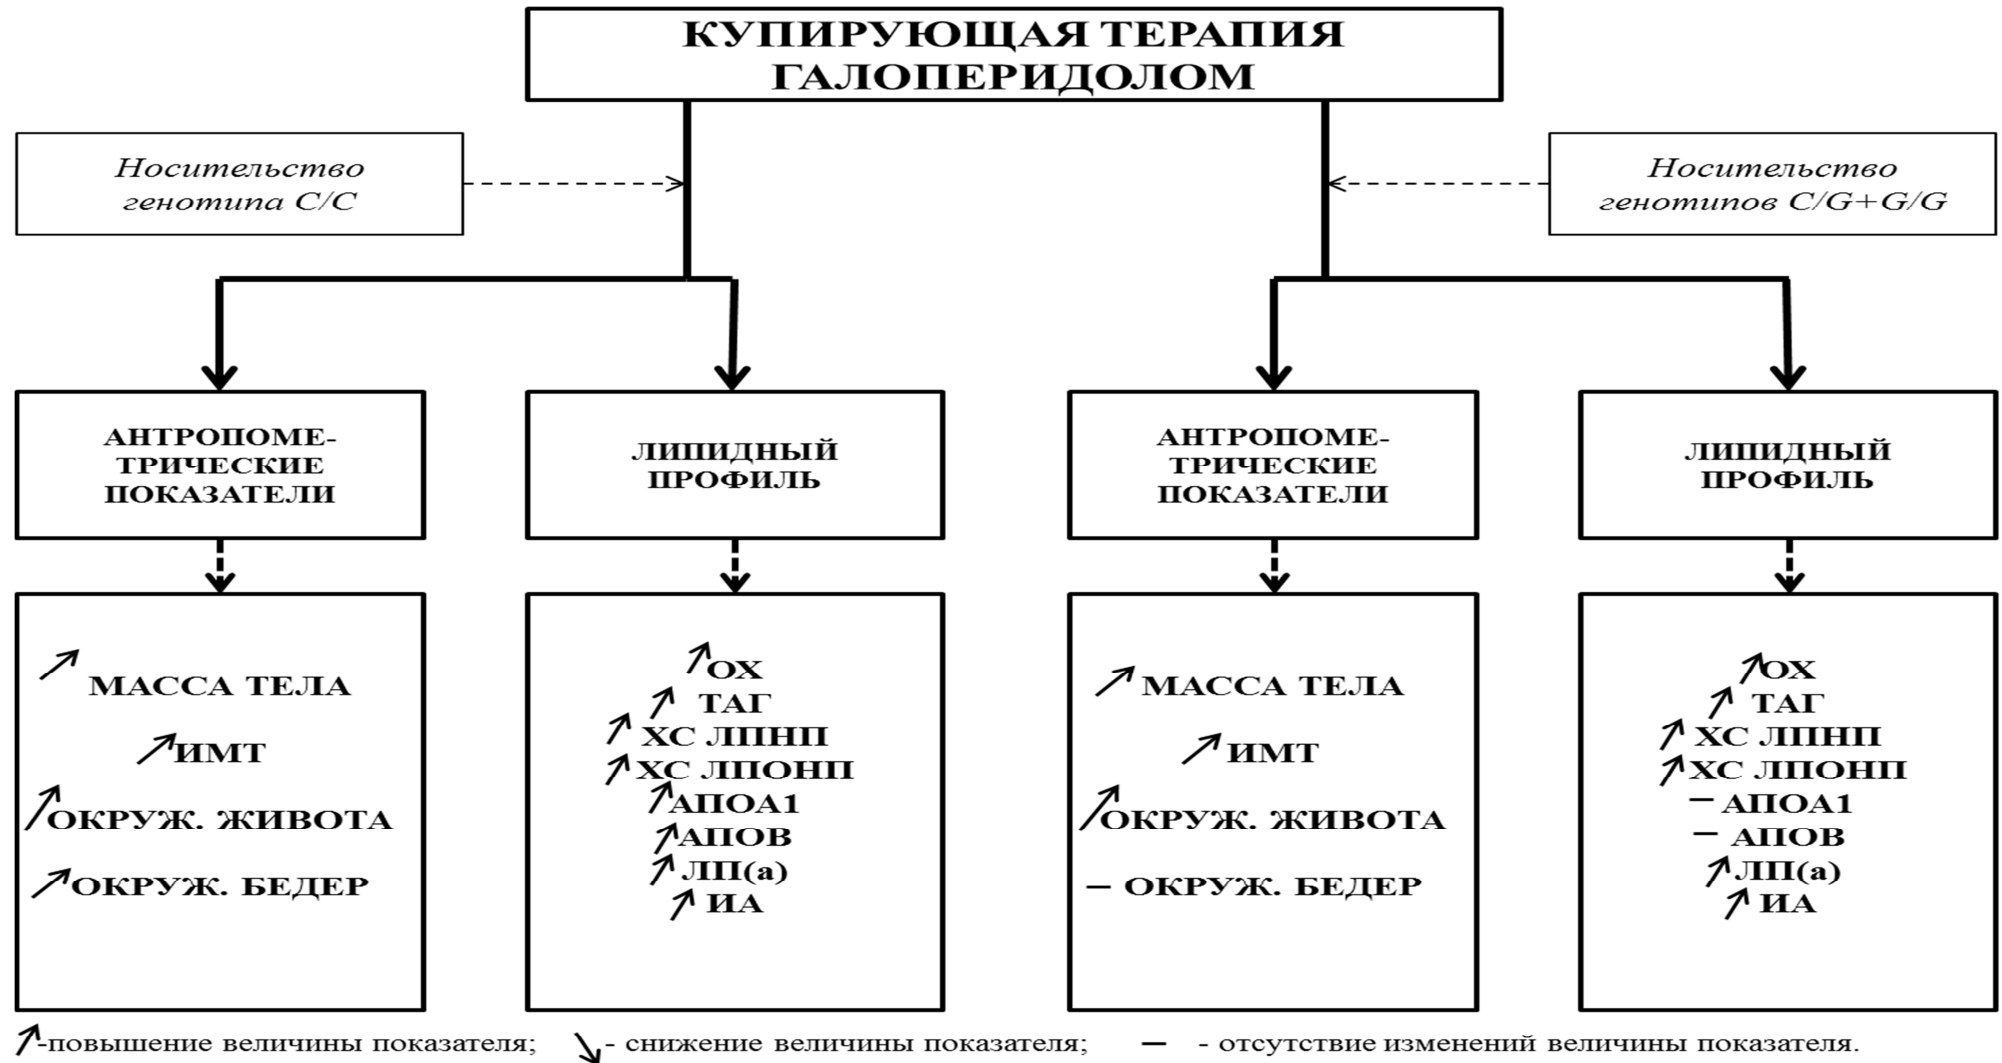 КУПИРУЮЩАЯ ТЕРАПИЯ
ГАЛОПЕРИДОЛОМ
Носительство
генотипа С/С
Носительство
генотипов C/G+G/G
АНТРОПОМЕ-
ТРИЧЕСКИЕ
ПОКАЗАТЕЛИ
ЛИПИДНЫЙ
ПРОФИЛЬ
АНТРОПОМЕ-
ТРИЧЕСКИЕ
ПОКАЗАТЕЛИ
ЛИПИДНЫЙ
ПРОФИЛЬ
↗ МАССА ТЕЛА
↗ ИМТ
↗ ОКРУЖ. ЖИВОТА
↗ ОКРУЖ. БЕДЕР
↗ ОХ
↗ ТАГ
↗ ХС ЛПНП
↗ ХС ЛПОНП
↗ АПОА1
↗ АПОВ
↗ ЛП(а)
↗ ИА
↗ МАССА ТЕЛА
↗ ИМТ
↗ ОКРУЖ. ЖИВОТА
– ОКРУЖ. БЕДЕР
↗ ОХ
↗ ТАГ
↗ ХС ЛПНП
↗ ХС ЛПОНП
– АПОА1
– АПОВ
↗ ЛП(а)
↗ ИА
↗ -повышение величины показателя; ↘ - снижение величины показателя; – - отсутствие изменений величины показателя.